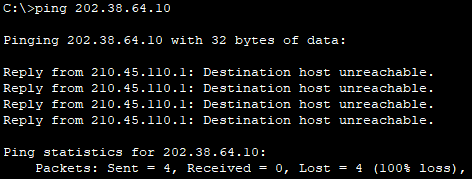 C:\>ping 202.38.64.10
Pinging 202.38.64.10 with 32 bytes of data:
Reply from 210.45.110.1: Destination host unreachable.
Reply from 210.45.110.1: Destination host unreachable.
Reply from 210.45.110.1: Destination host unreachable.
Reply from 210.45.110.1: Destination host unreachable.
Ping statistics for 202.38.64.10:
    Packets: Sent = 4, Received = 0, Lost = 4 (100% loss),